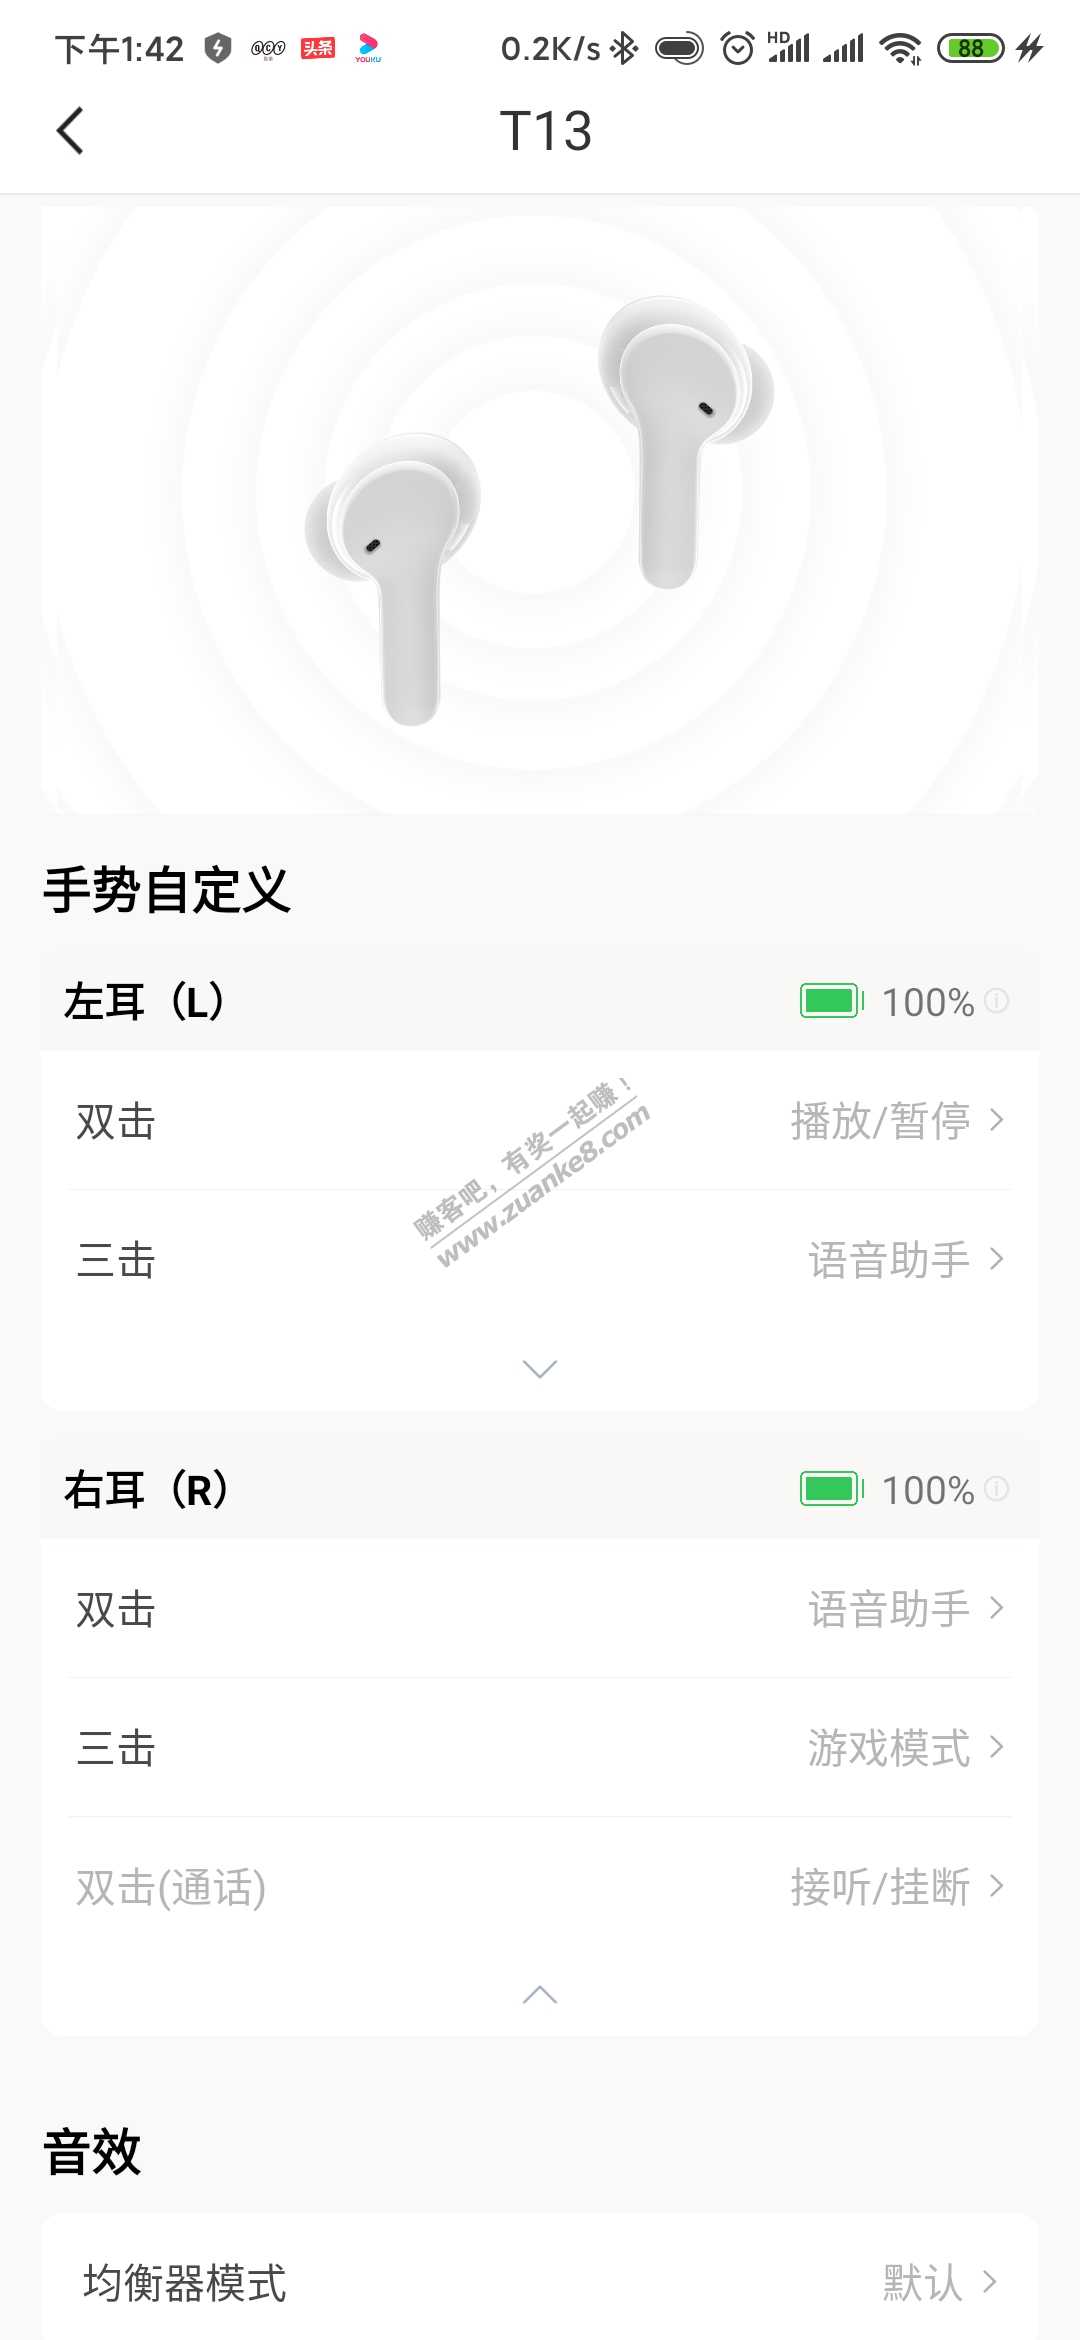 下午1:42 QCY 头条 YOUKU 0.2K/s HD 88
T13
手势自定义
左耳（L） 100%
双击 播放/暂停
赚客吧，有奖一起赚！
www.zuanke8.com
三击 语音助手
右耳（R） 100%
双击 语音助手
三击 游戏模式
双击(通话) 接听/挂断
音效
均衡器模式 默认